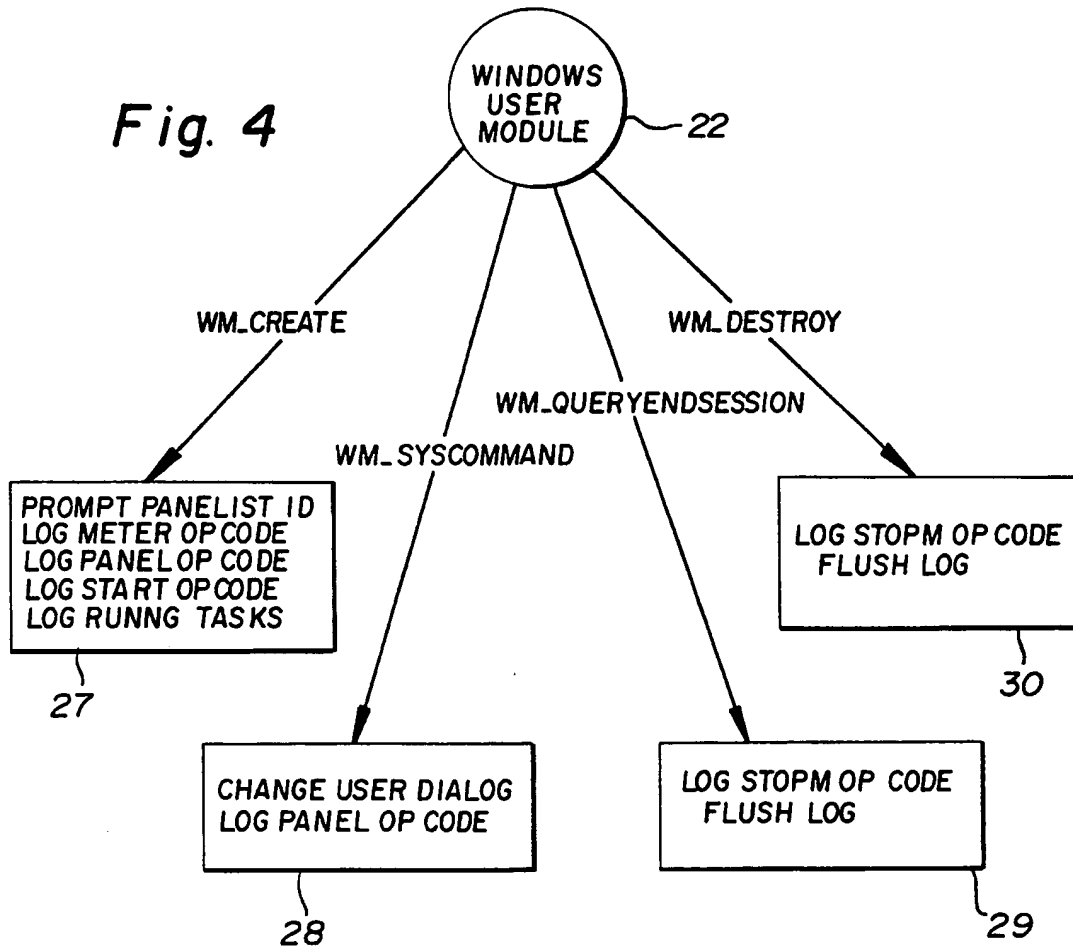 Fig. 4
WINDOWS
USER
MODULE
22
WM_CREATE
WM_DESTROY
WM_QUERYENDSESSION
WM_SYSCOMMAND
PROMPT PANELIST ID
LOG METER OP CODE
LOG PANEL OP CODE
LOG START OP CODE
LOG RUNNG TASKS
27
LOG STOPM OP CODE
FLUSH LOG
30
CHANGE USER DIALOG
LOG PANEL OP CODE
28
LOG STOPM OP CODE
FLUSH LOG
29